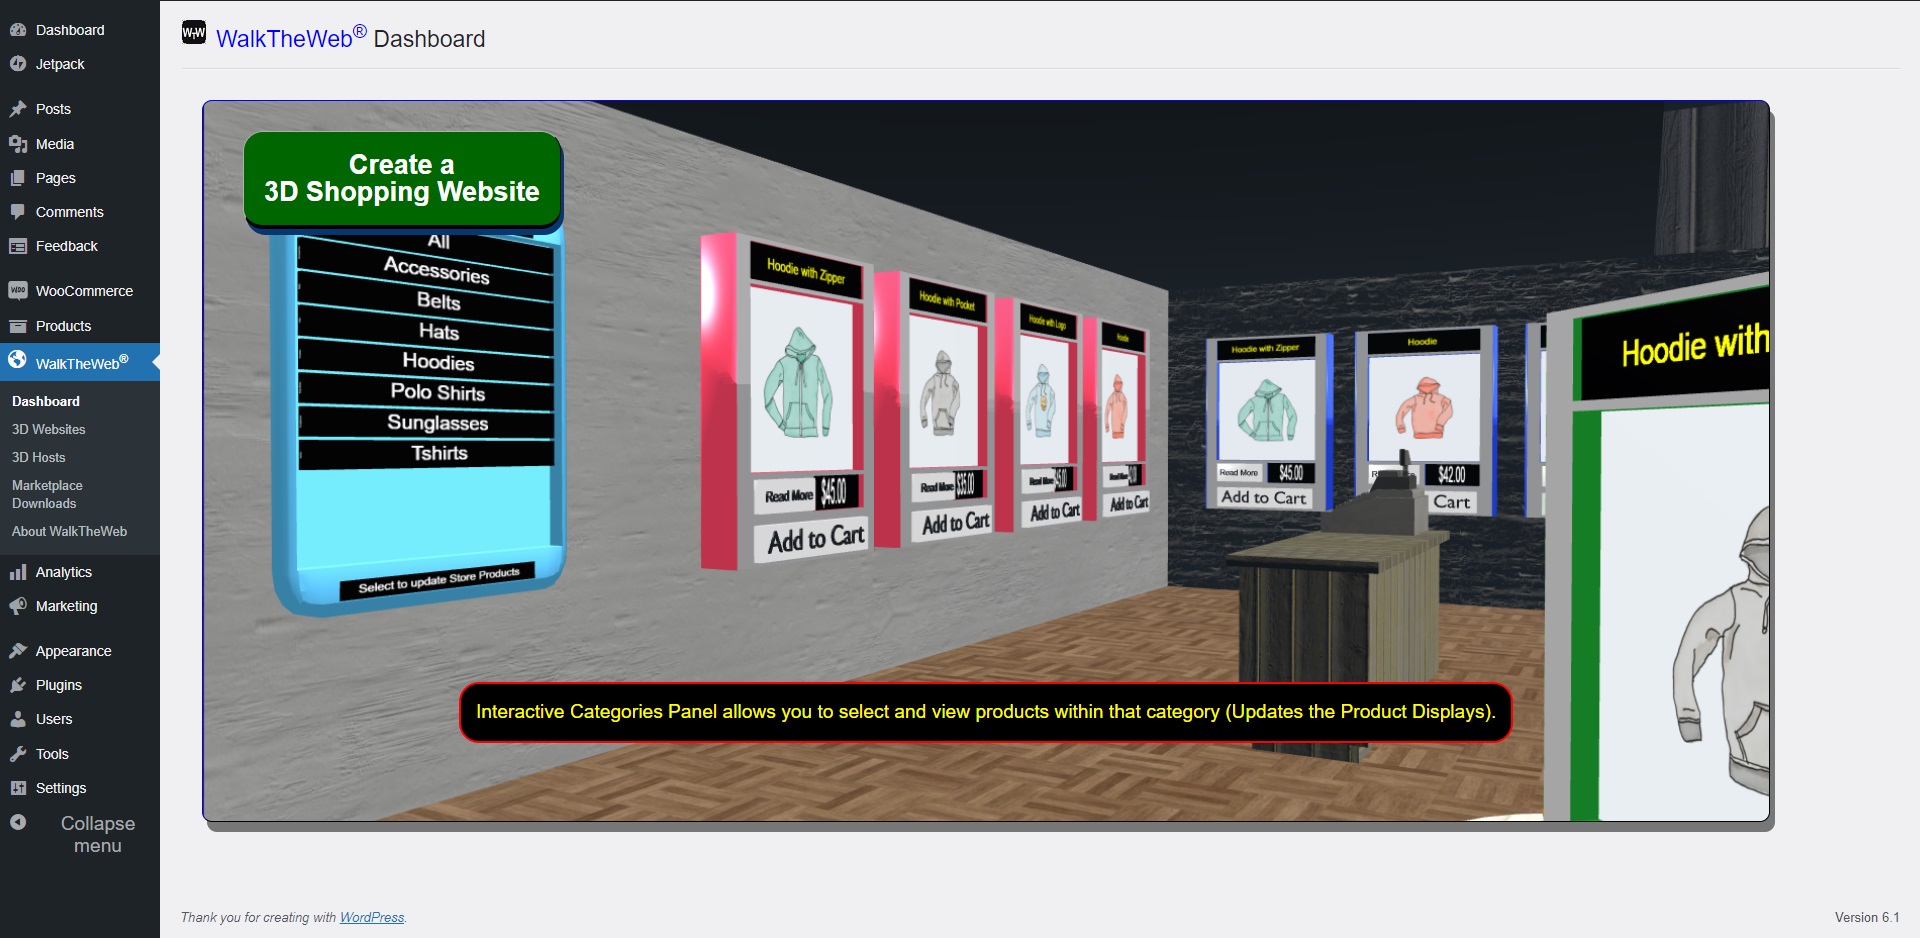 Dashboard
Jetpack
Posts
Media
Pages
Comments
Feedback
WooCommerce
Products
WalkTheWeb®
Dashboard
3D Websites
3D Hosts
Marketplace
Downloads
About WalkTheWeb
Analytics
Marketing
Appearance
Plugins
Users
Tools
Settings
Collapse
menu
WTW WalkTheWeb® Dashboard
Create a
3D Shopping Website
All
Accessories
Belts
Hats
Hoodies
Polo Shirts
Sunglasses
Tshirts
Select to update Store Products
Hoodie with Zipper
Read More $45.00
Add to Cart
Hoodie with Pocket
Read More $35.00
Add to Cart
Hoodie with Logo
Read More
Add to Cart
Hoodie
Read More
Add to Cart
Hoodie with Zipper
Read More $45.00
Add to Cart
Hoodie
$42.00
Cart
Hoodie with
Interactive Categories Panel allows you to select and view products within that category (Updates the Product Displays).
Thank you for creating with WordPress.
Version 6.1